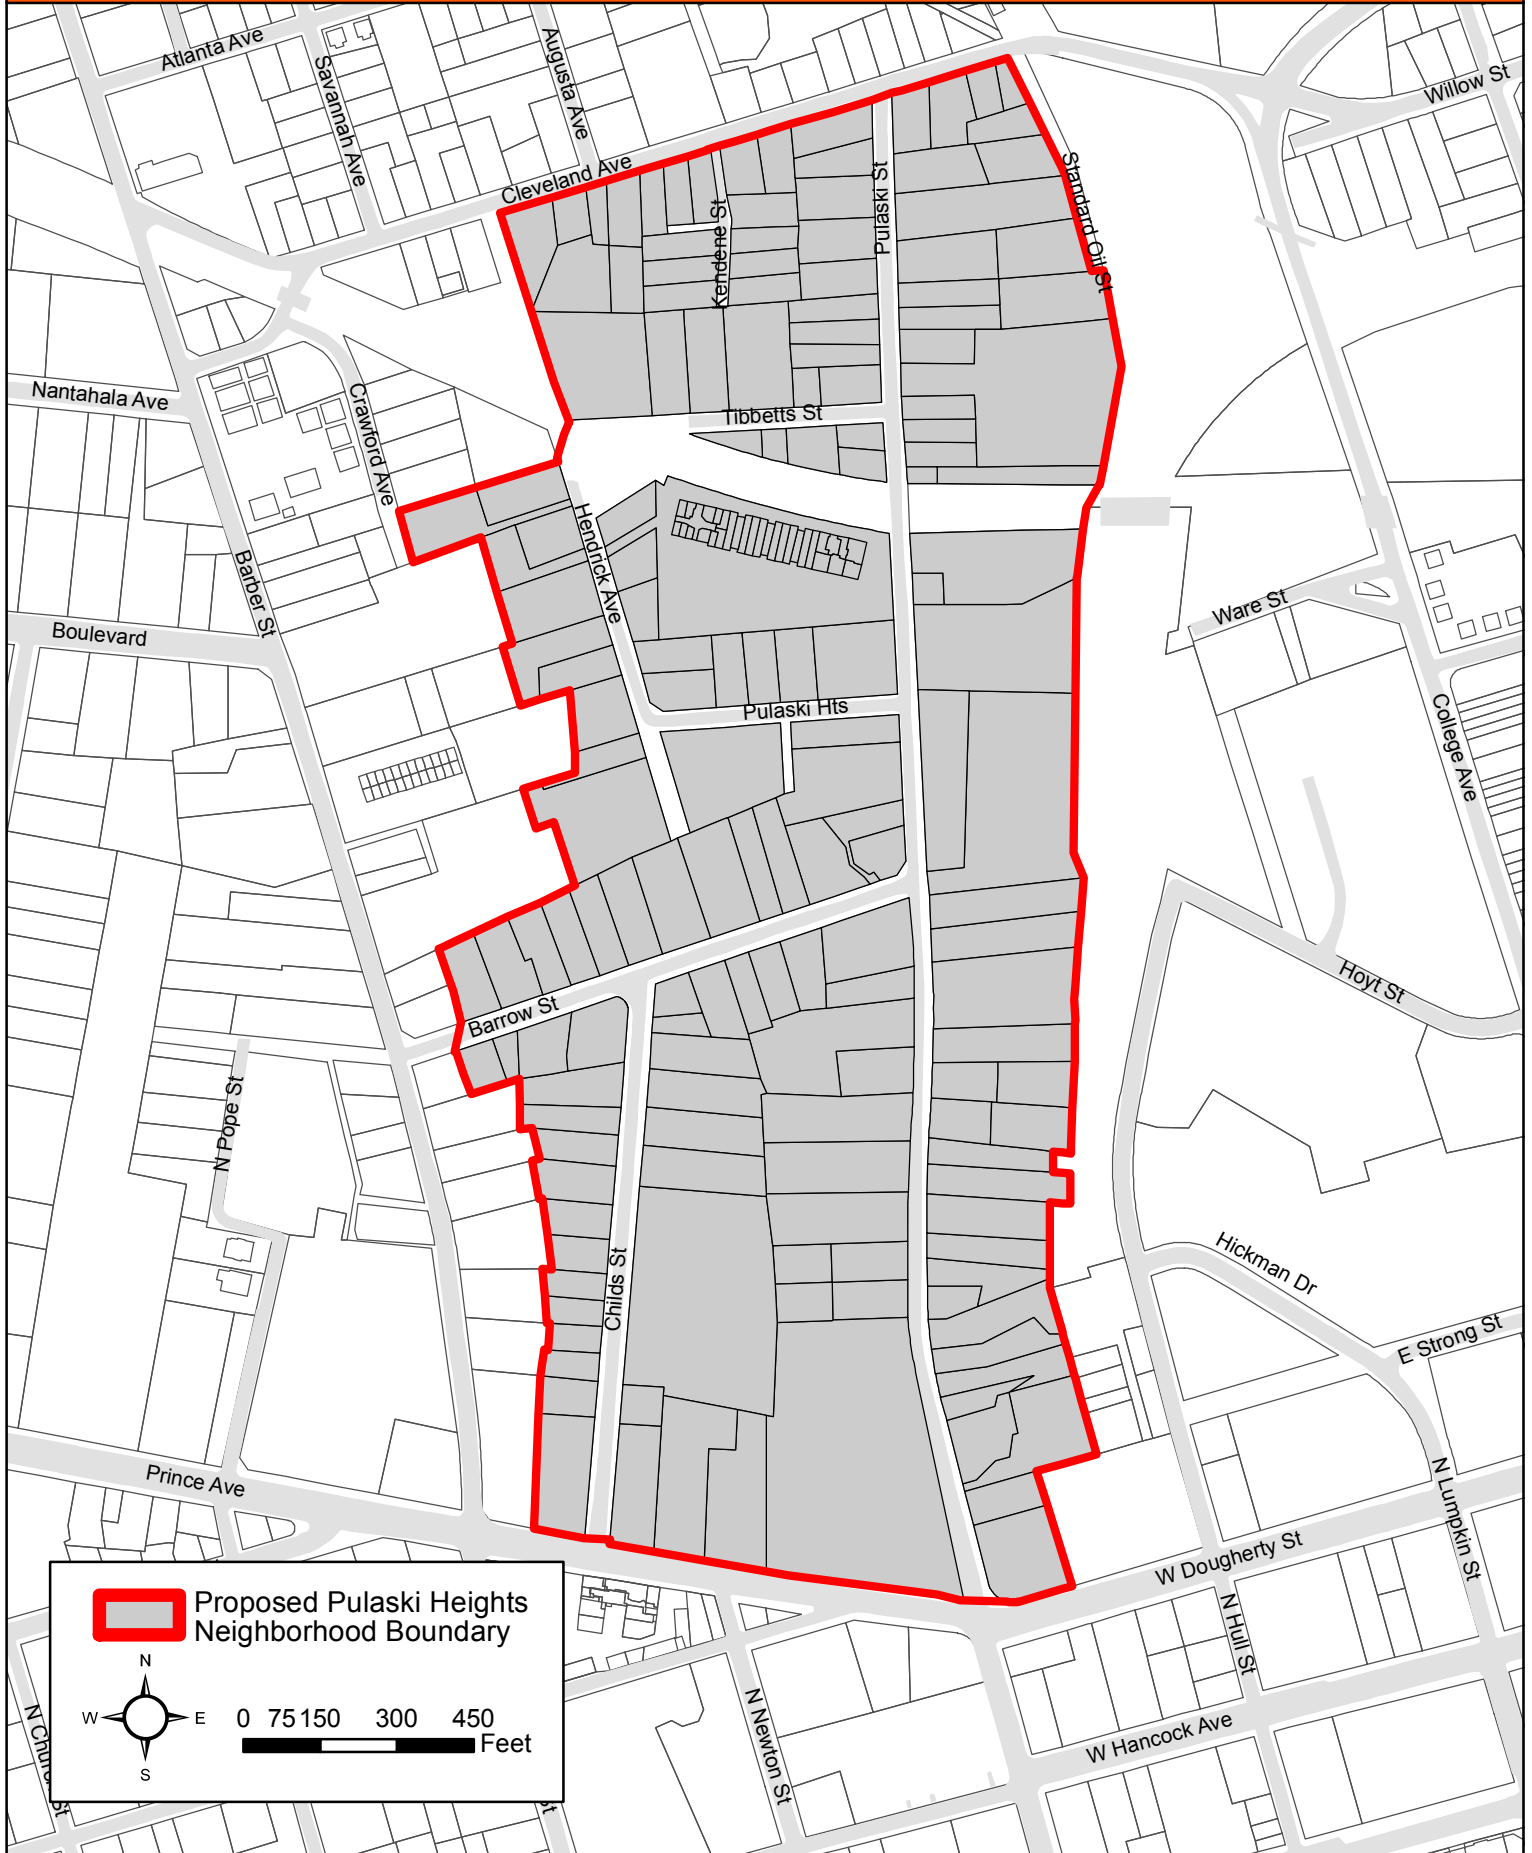 Atlanta Ave
Savannah Ave
Augusta Ave
Willow St
Cleveland Ave
Standard Oil St
Pulaski St
Kendene St
Nantahala Ave
Crawford Ave
Tibbetts St
Hendrick Ave
Barber St
Boulevard
Ware St
Pulaski Hts
College Ave
Hoyt St
Barrow St
N Pope St
Childs St
Hickman Dr
E Strong St
Prince Ave
N Lumpkin St
W Dougherty St
N Hull St
N Newton St
W Hancock Ave
N Church St
St
Proposed Pulaski Heights
Neighborhood Boundary
N
W E
S
0 75 150 300 450
Feet